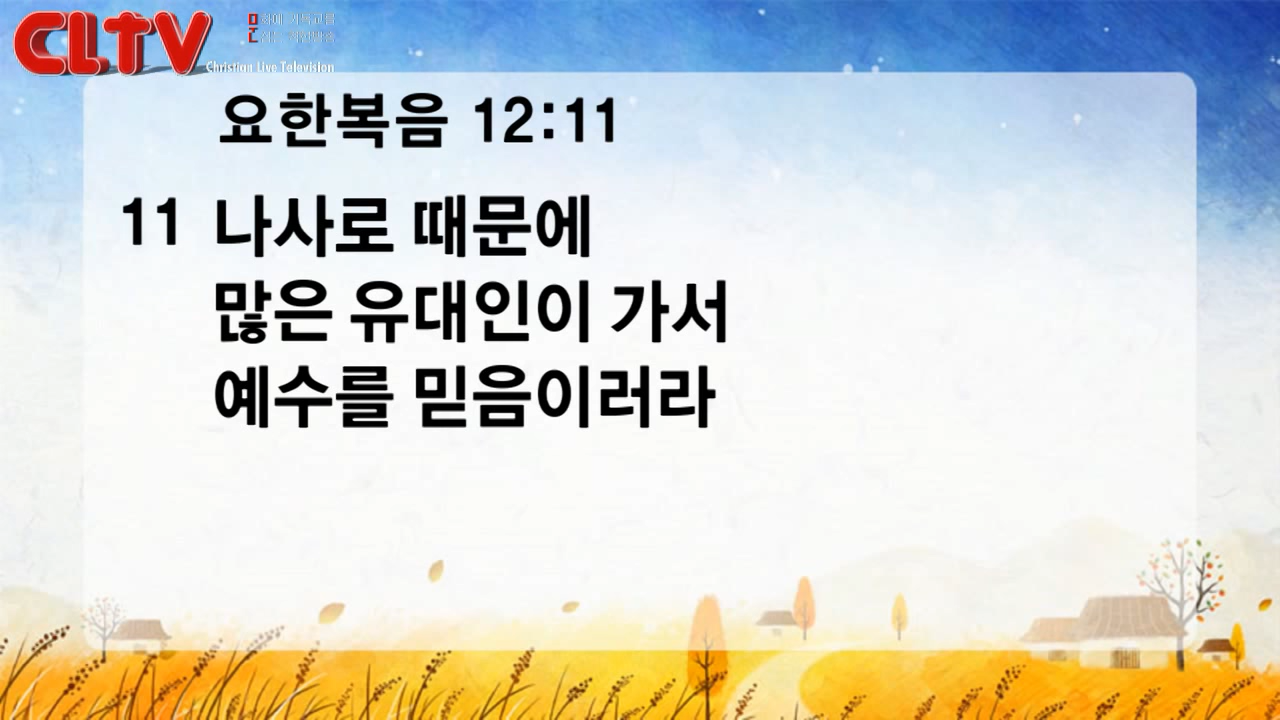 CLTV
Christian Live Television
요한복음 12:11
11 나사로 때문에
많은 유대인이 가서
예수를 믿음이러라